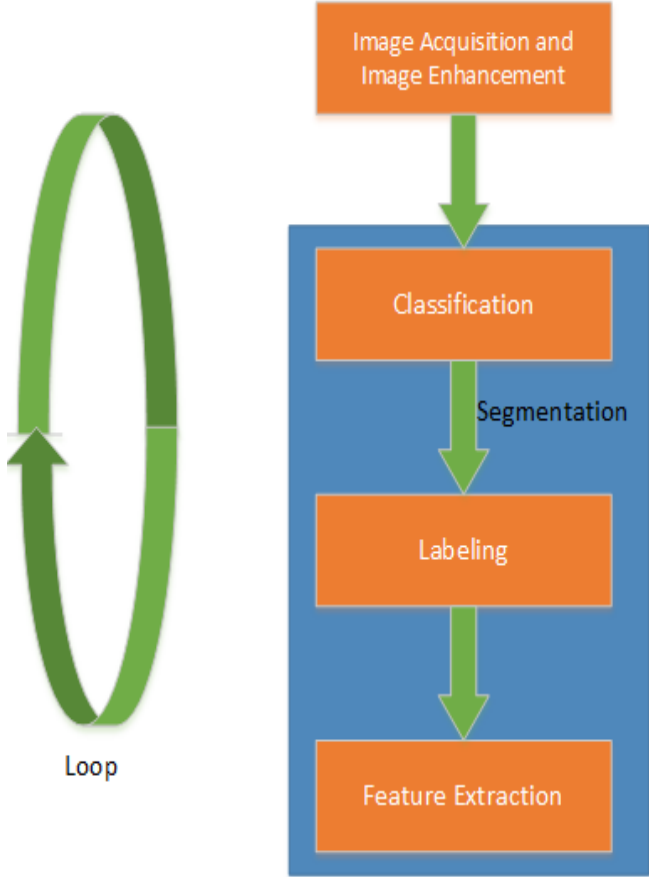 Image Acquisition and
Image Enhancement
Classification
Segmentation
Labeling
Loop
Feature Extraction